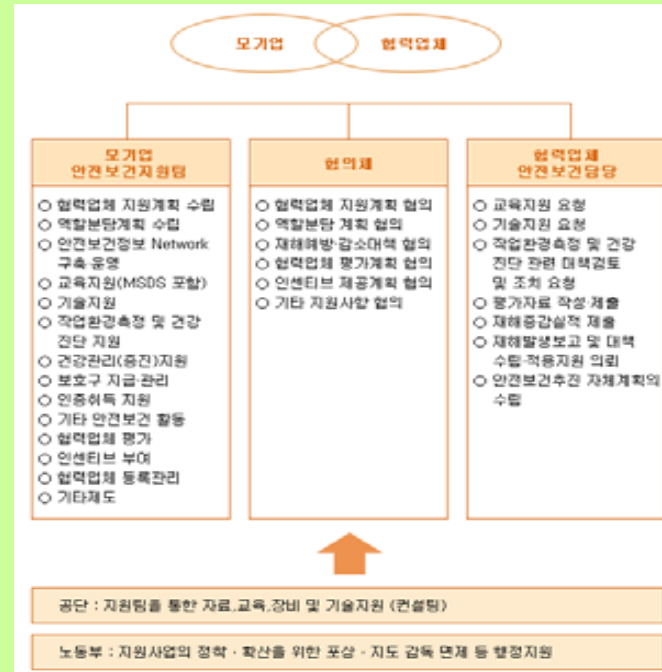 모기업
협력업체
모기업
안전보건지원팀
○ 협력업체 지원계획 수립
○ 역할분담계획 수립
○ 안전보건정보 Network
구축·운영
○ 교육지원(MSDS 포함)
○ 기술지원
○ 작업환경측정 및 건강
진단 지원
○ 건강관리(증진)지원
○ 보호구 지급·관리
○ 인증취득 지원
○ 기타 안전보건 활동
○ 협력업체 평가
○ 인센티브 부여
○ 협력업체 등록관리
○ 기타제도
협의체
○ 협력업체 지원계획 협의
○ 역할분담 계획 협의
○ 재해예방·감소대책 협의
○ 협력업체 평가계획 협의
○ 인센티브 제공계획 협의
○ 기타 지원사항 협의
협력업체
안전보건담당
○ 교육지원 요청
○ 기술지원 요청
○ 작업환경측정 및 건강
진단 관련 대책검토
및 조치 요청
○ 평가자료 작성·제출
○ 재해증감실적 제출
○ 재해발생보고 및 대책
수립·적용지원 의뢰
○ 안전보건추진 자체계획의
수립
공단 : 지원팀을 통한 자료,교육,장비 및 기술지원 (컨설팅)
노동부 : 지원사업의 정착·확산을 위한 포상·지도 감독 면제 등 행정지원